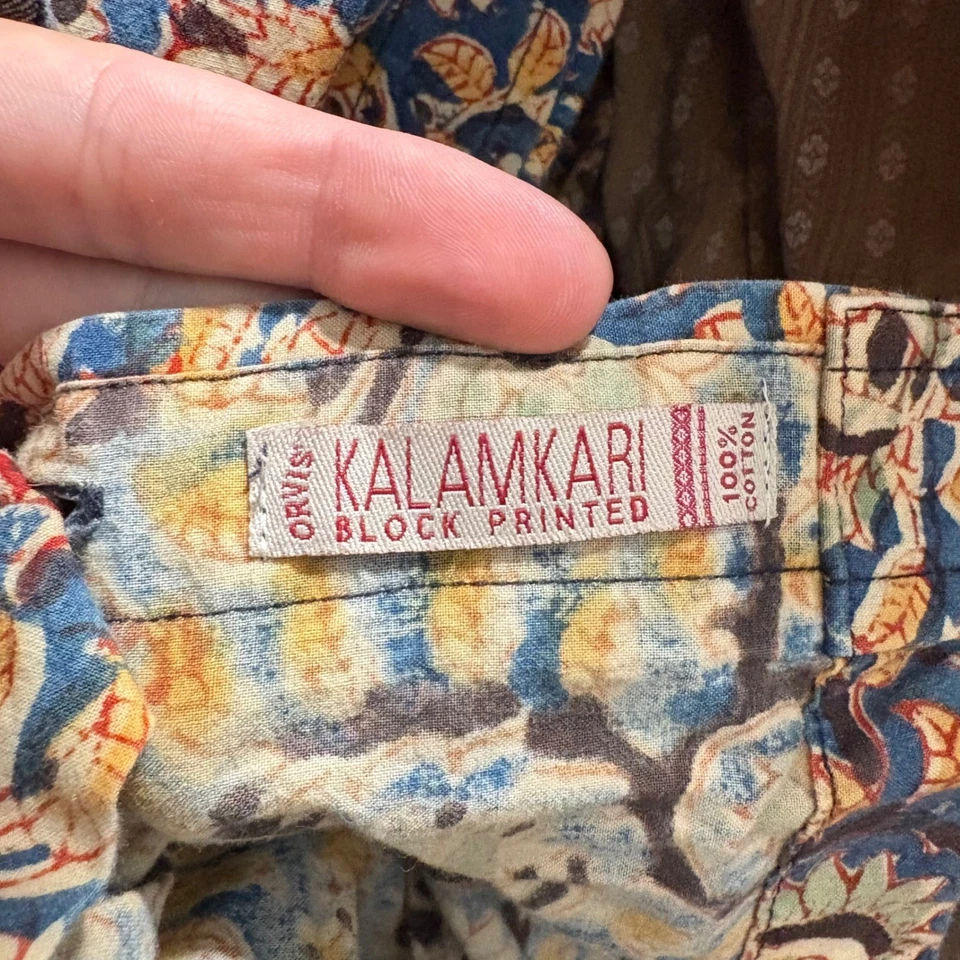 ORVIS
KALAMKARI
BLOCK PRINTED
100%
COTTON